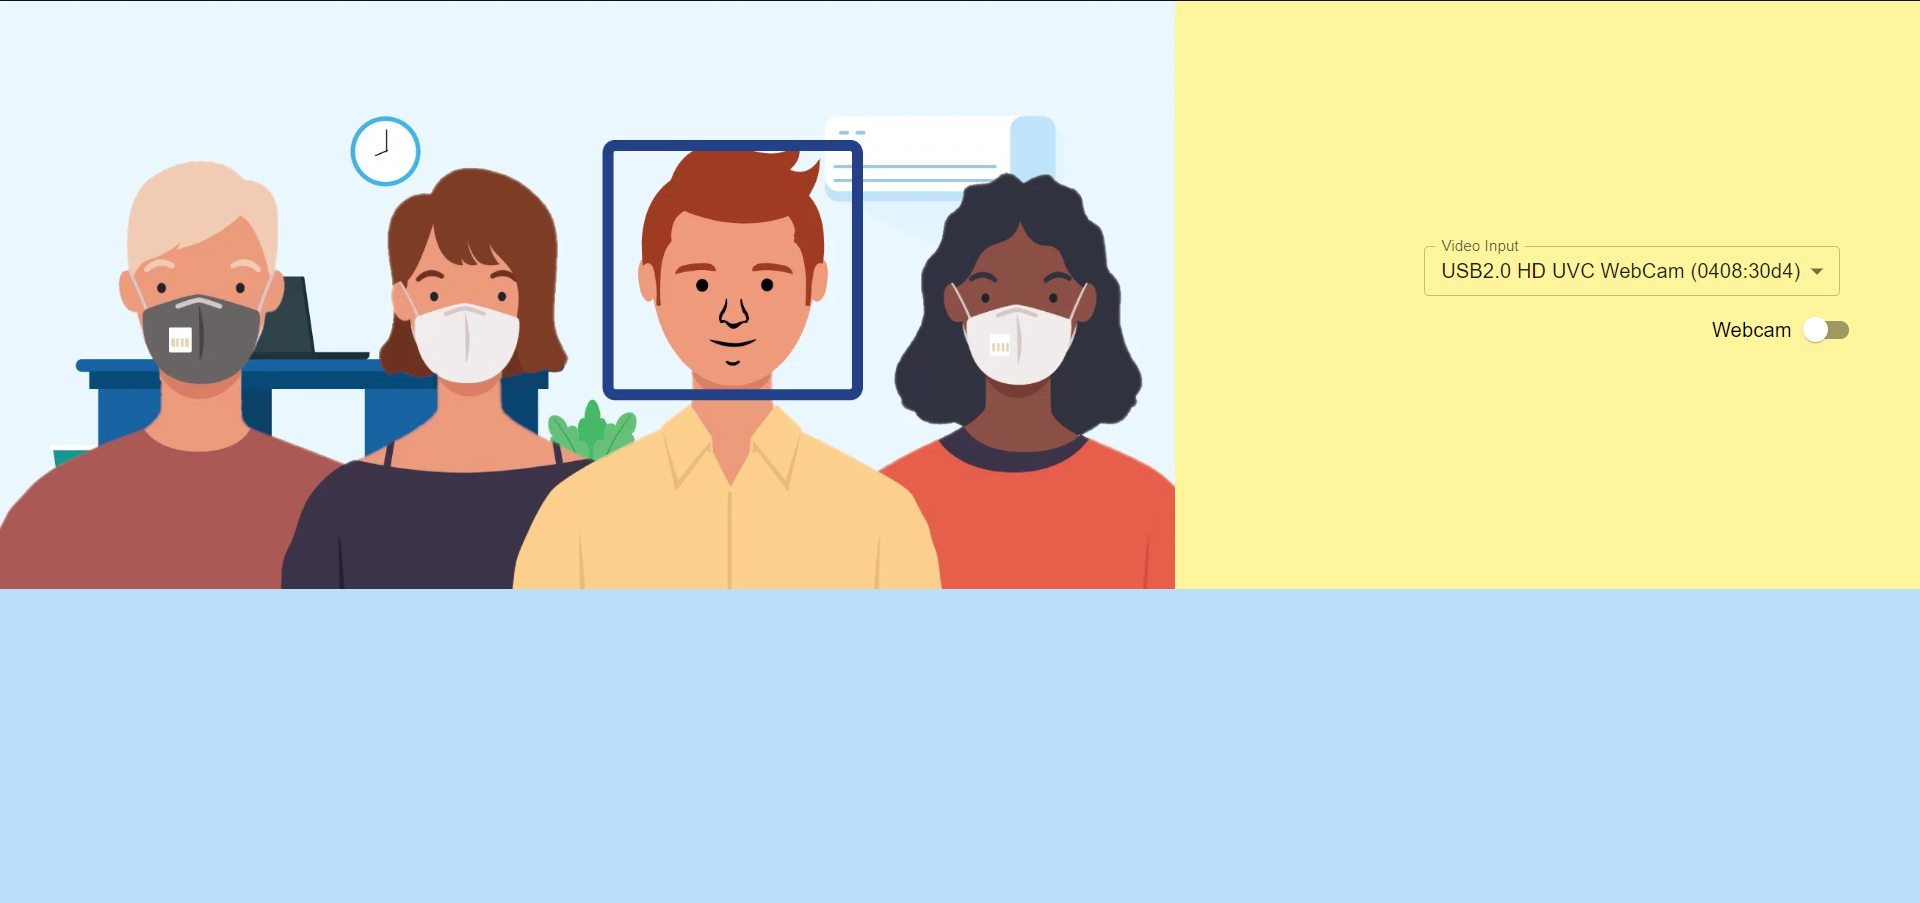 Video Input
USB2.0 HD UVC WebCam (0408:30d4)
Webcam